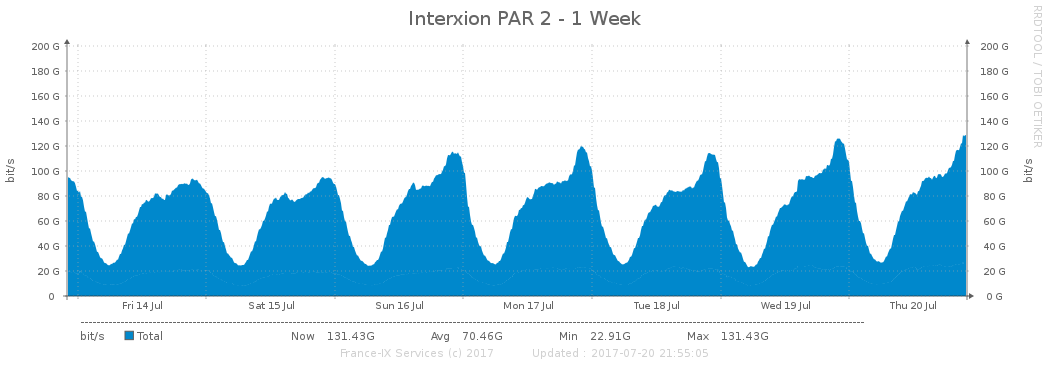 Interxion PAR 2 - 1 Week
RRDTOOL / TOBI OETIKER
200 G 200 G
180 G 180 G
160 G 160 G
140 G 140 G
120 G 120 G
100 G 100 G
80 G 80 G
60 G 60 G
40 G 40 G
20 G 20 G
0 0 G
bit/s bit/s
Fri 14 Jul Sat 15 Jul Sun 16 Jul Mon 17 Jul Tue 18 Jul Wed 19 Jul Thu 20 Jul
bit/s Total Now 131.43G Avg 70.46G Min 22.91G Max 131.43G
France-IX Services (c) 2017 Updated : 2017-07-20 21:55:05